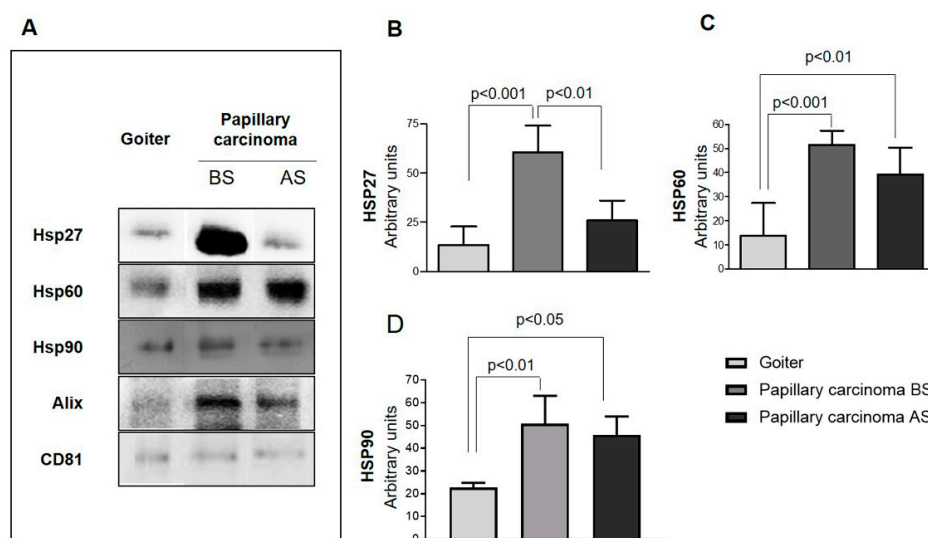 A
Goiter
Papillary
carcinoma
BS AS
Hsp27
Hsp60
Hsp90
Alix
CD81
B
p<0.001 p<0.01
HSP27
Arbitrary units
75
50
25
0
C
p<0.01
p<0.001
HSP60
Arbitrary units
60
50
40
30
20
10
0
D
p<0.05
p<0.01
HSP90
Arbitrary units
70
60
50
40
30
20
10
0
Goiter
Papillary carcinoma BS
Papillary carcinoma AS